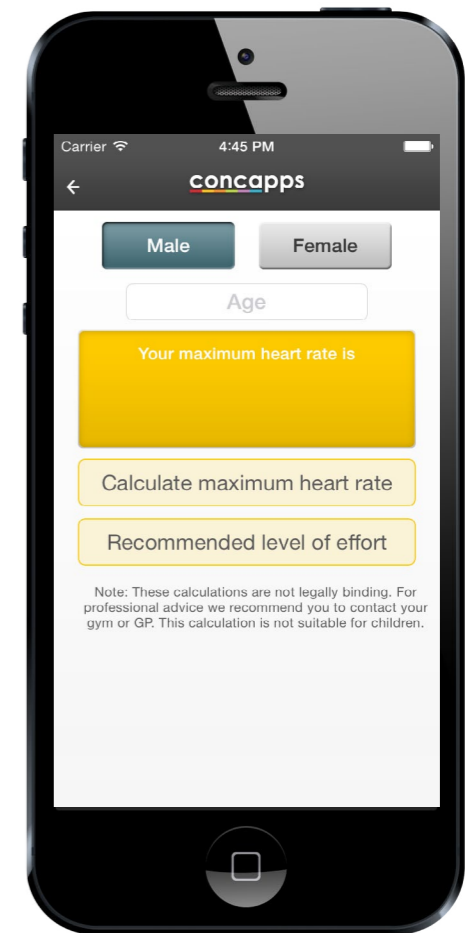 Carrier 4:45 PM
concapps
Male Female
Age
Your maximum heart rate is
Calculate maximum heart rate
Recommended level of effort
Note: These calculations are not legally binding. For
professional advice we recommend you to contact your
gym or GP. This calculation is not suitable for children.